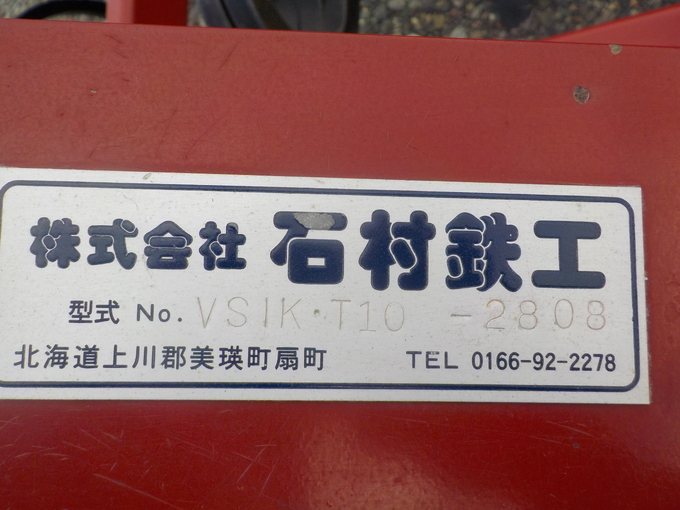 株式会社 石村鉄工
型式 No. VSIK・T10 -2808
北海道上川郡美瑛町扇町 TEL 0166-92-2278